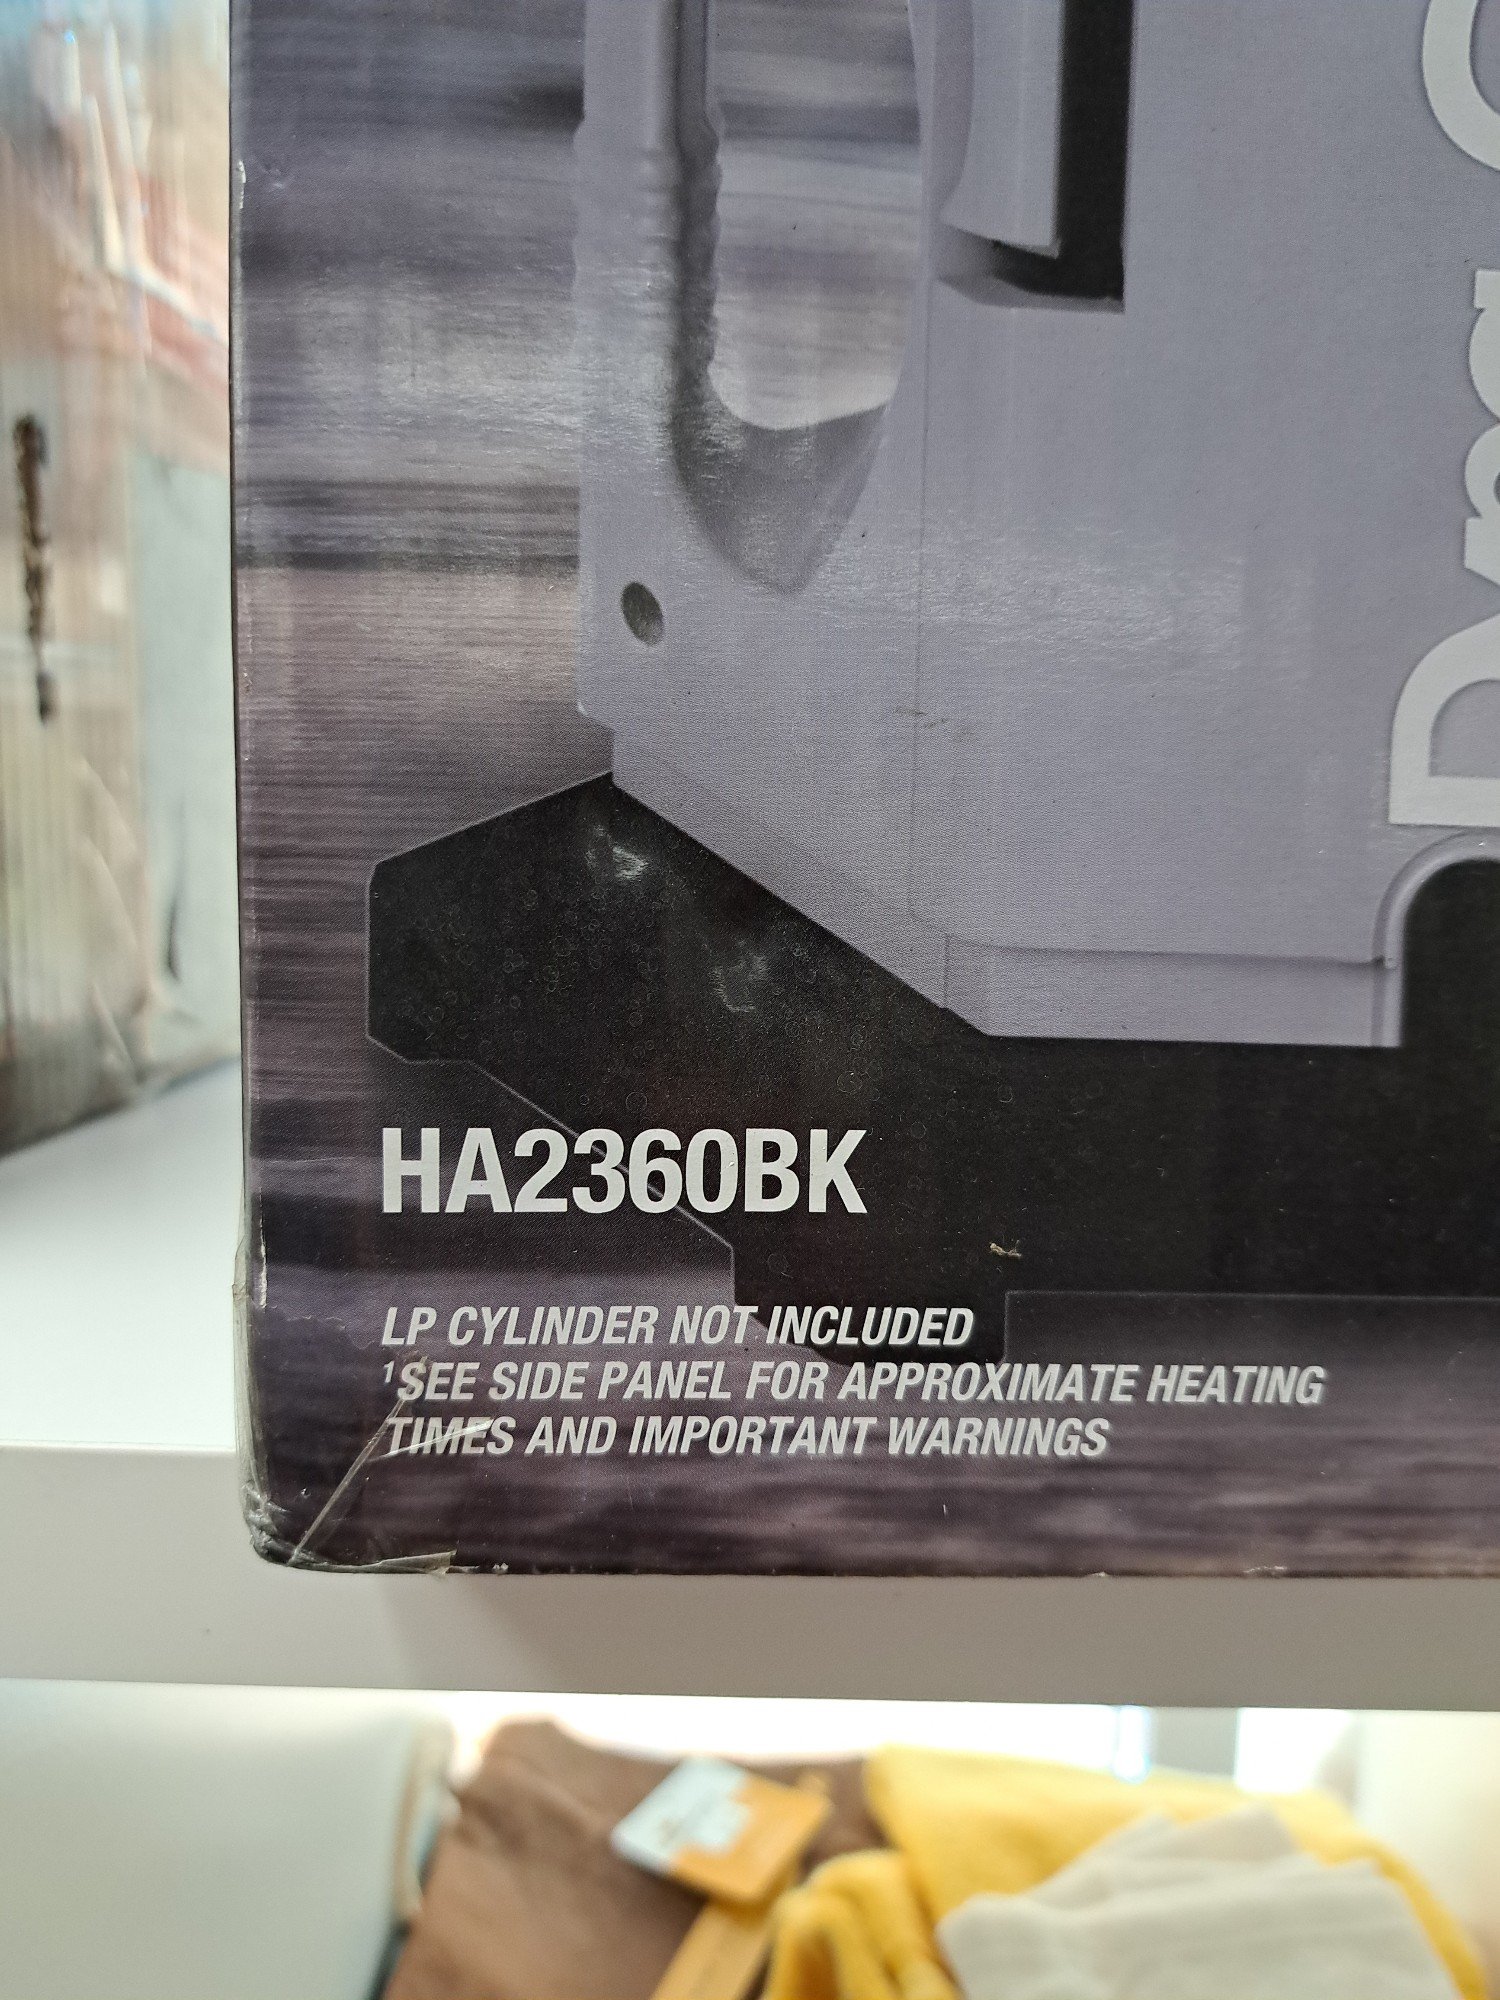 HA2360BK
LP CYLINDER NOT INCLUDED
¹SEE SIDE PANEL FOR APPROXIMATE HEATING
TIMES AND IMPORTANT WARNINGS